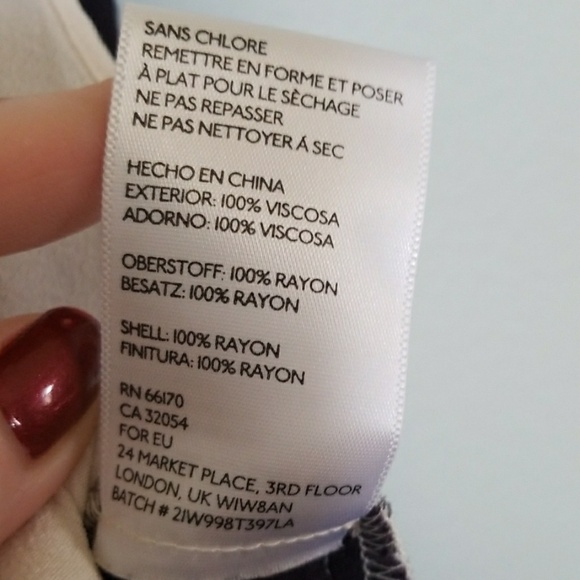 SANS CHLORE
REMETTRE EN FORME ET POSER
À PLAT POUR LE SÈCHAGE
NE PAS REPASSER
NE PAS NETTOYER Á SEC
HECHO EN CHINA
EXTERIOR: 100% VISCOSA
ADORNO: 100% VISCOSA
OBERSTOFF: 100% RAYON
BESATZ: 100% RAYON
SHELL: 100% RAYON
FINITURA: 100% RAYON
RN 66170
CA 32054
FOR EU
24 MARKET PLACE, 3RD FLOOR
LONDON, UK W1W8AN
BATCH # 21W998T397LA